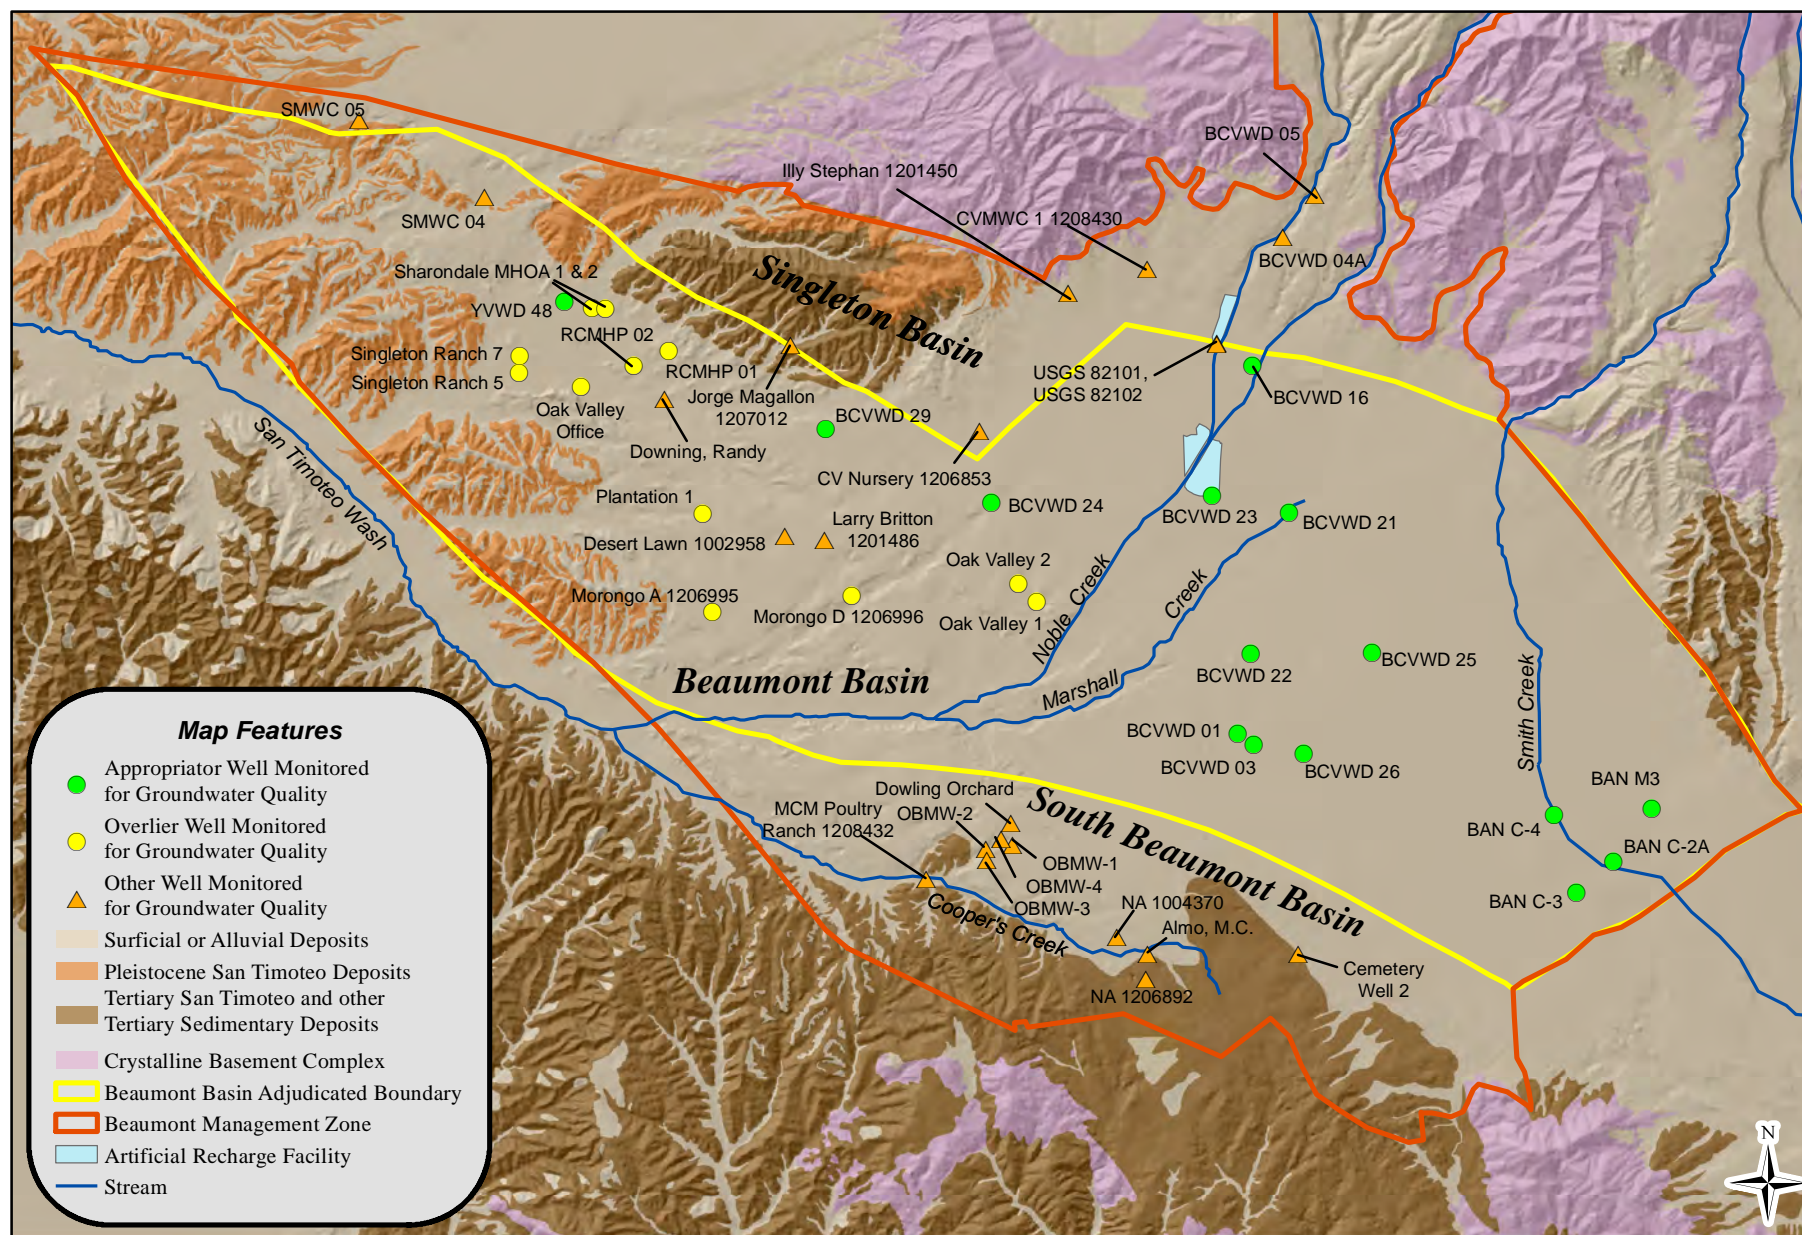 SMWC 05
BCVWD 05
Illy Stephan 1201450
SMWC 04
CVMWC 1 1208430
BCVWD 04A
Sharondale MHOA 1 & 2
Singleton Basin
YVWD 48
RCMHP 02
Singleton Ranch 7
Singleton Ranch 5
RCMHP 01
USGS 82101,
USGS 82102
Oak Valley
Office
Jorge Magallon
1207012
BCVWD 29
BCVWD 16
Downing, Randy
San Timoteo Wash
CV Nursery 1206853
Plantation 1
BCVWD 24
BCVWD 23
BCVWD 21
Larry Britton
1201486
Desert Lawn 1002958
Oak Valley 2
Morongo A 1206995
Morongo D 1206996
Oak Valley 1
Noble Creek
Creek
Marshall
BCVWD 22
BCVWD 25
Beaumont Basin
Smith Creek
BCVWD 01
BCVWD 03
BCVWD 26
BAN M3
Dowling Orchard
MCM Poultry
Ranch 1208432
OBMW-2
South Beaumont Basin
BAN C-4
BAN C-2A
OBMW-1
OBMW-4
OBMW-3
BAN C-3
Cooper's Creek
NA 1004370
Almo, M.C.
Cemetery
Well 2
NA 1206892
Map Features
Appropriator Well Monitored
for Groundwater Quality
Overlier Well Monitored
for Groundwater Quality
Other Well Monitored
for Groundwater Quality
Surficial or Alluvial Deposits
Pleistocene San Timoteo Deposits
Tertiary San Timoteo and other
Tertiary Sedimentary Deposits
Crystalline Basement Complex
Beaumont Basin Adjudicated Boundary
Beaumont Management Zone
Artificial Recharge Facility
Stream
N